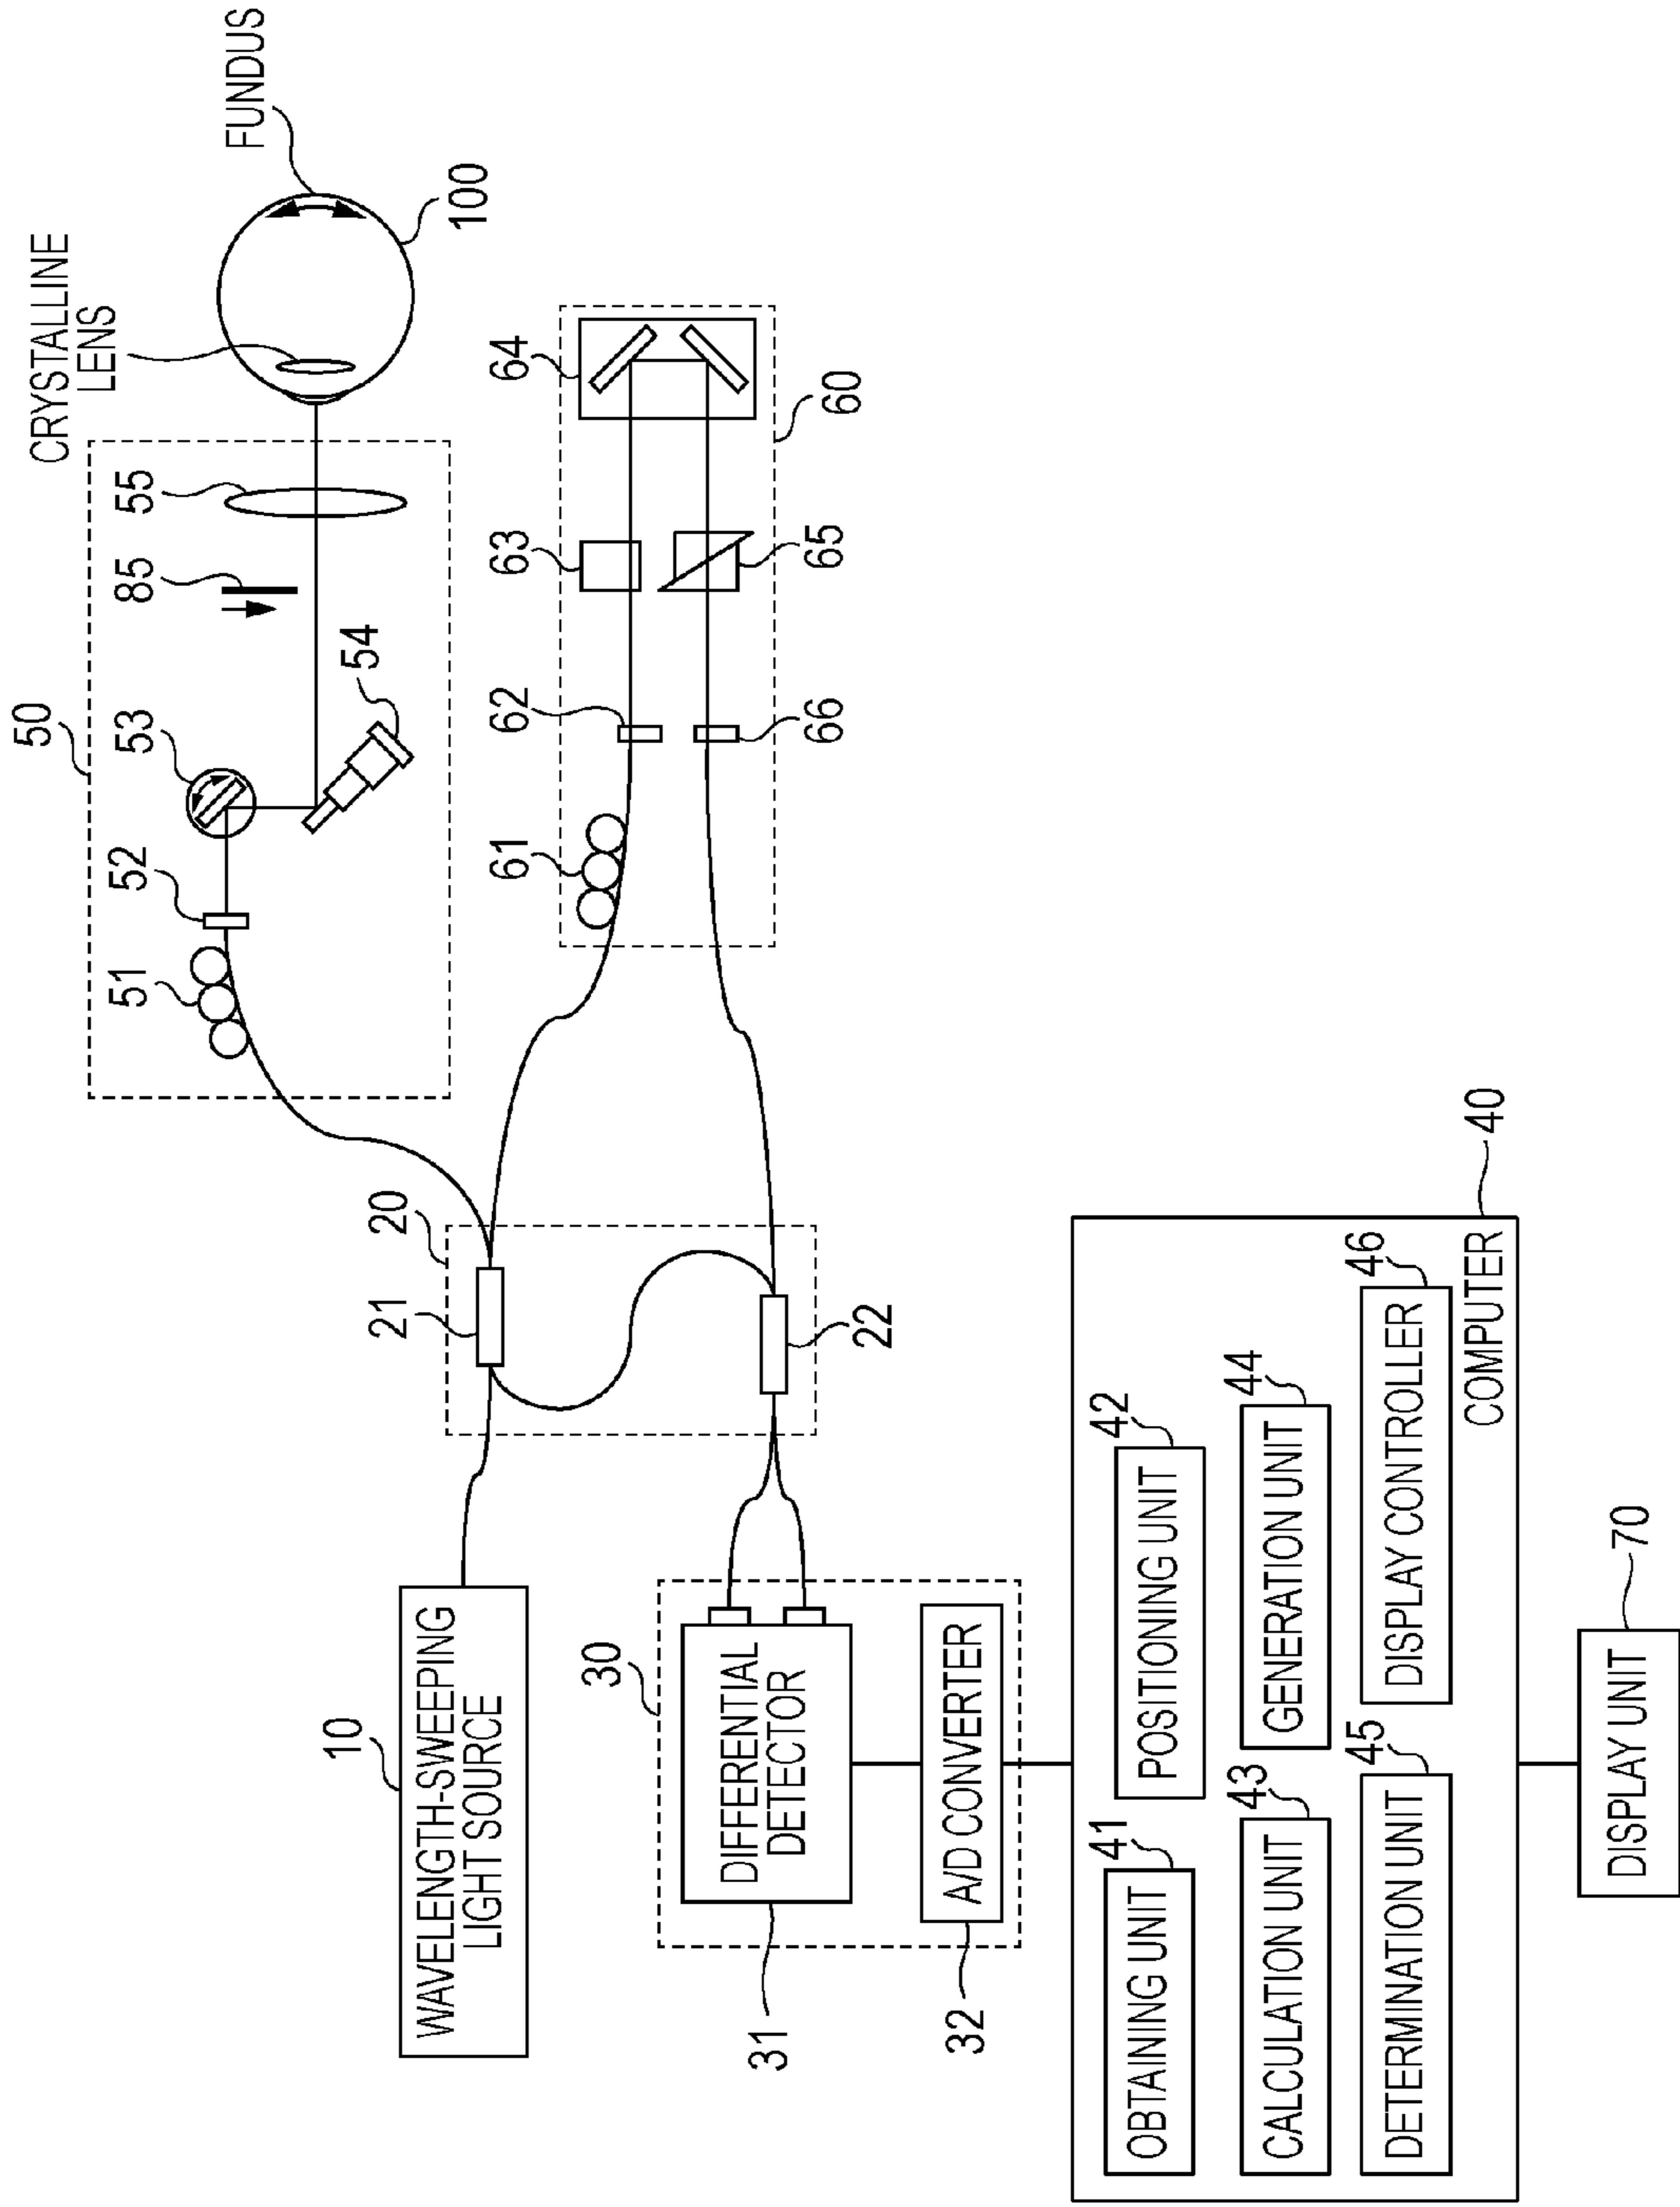 50
51
52
53
54
85
55
CRYSTALLINE
LENS
FUNDUS
100
10
WAVELENGTH-SWEEPING
LIGHT SOURCE
20
21
22
61
62
63
64
65
66
60
30
DIFFERENTIAL
DETECTOR
31
A/D CONVERTER
32
40
41
OBTAINING UNIT
42
POSITIONING UNIT
43
CALCULATION UNIT
44
GENERATION UNIT
45
DETERMINATION UNIT
46
DISPLAY CONTROLLER
COMPUTER
70
DISPLAY UNIT